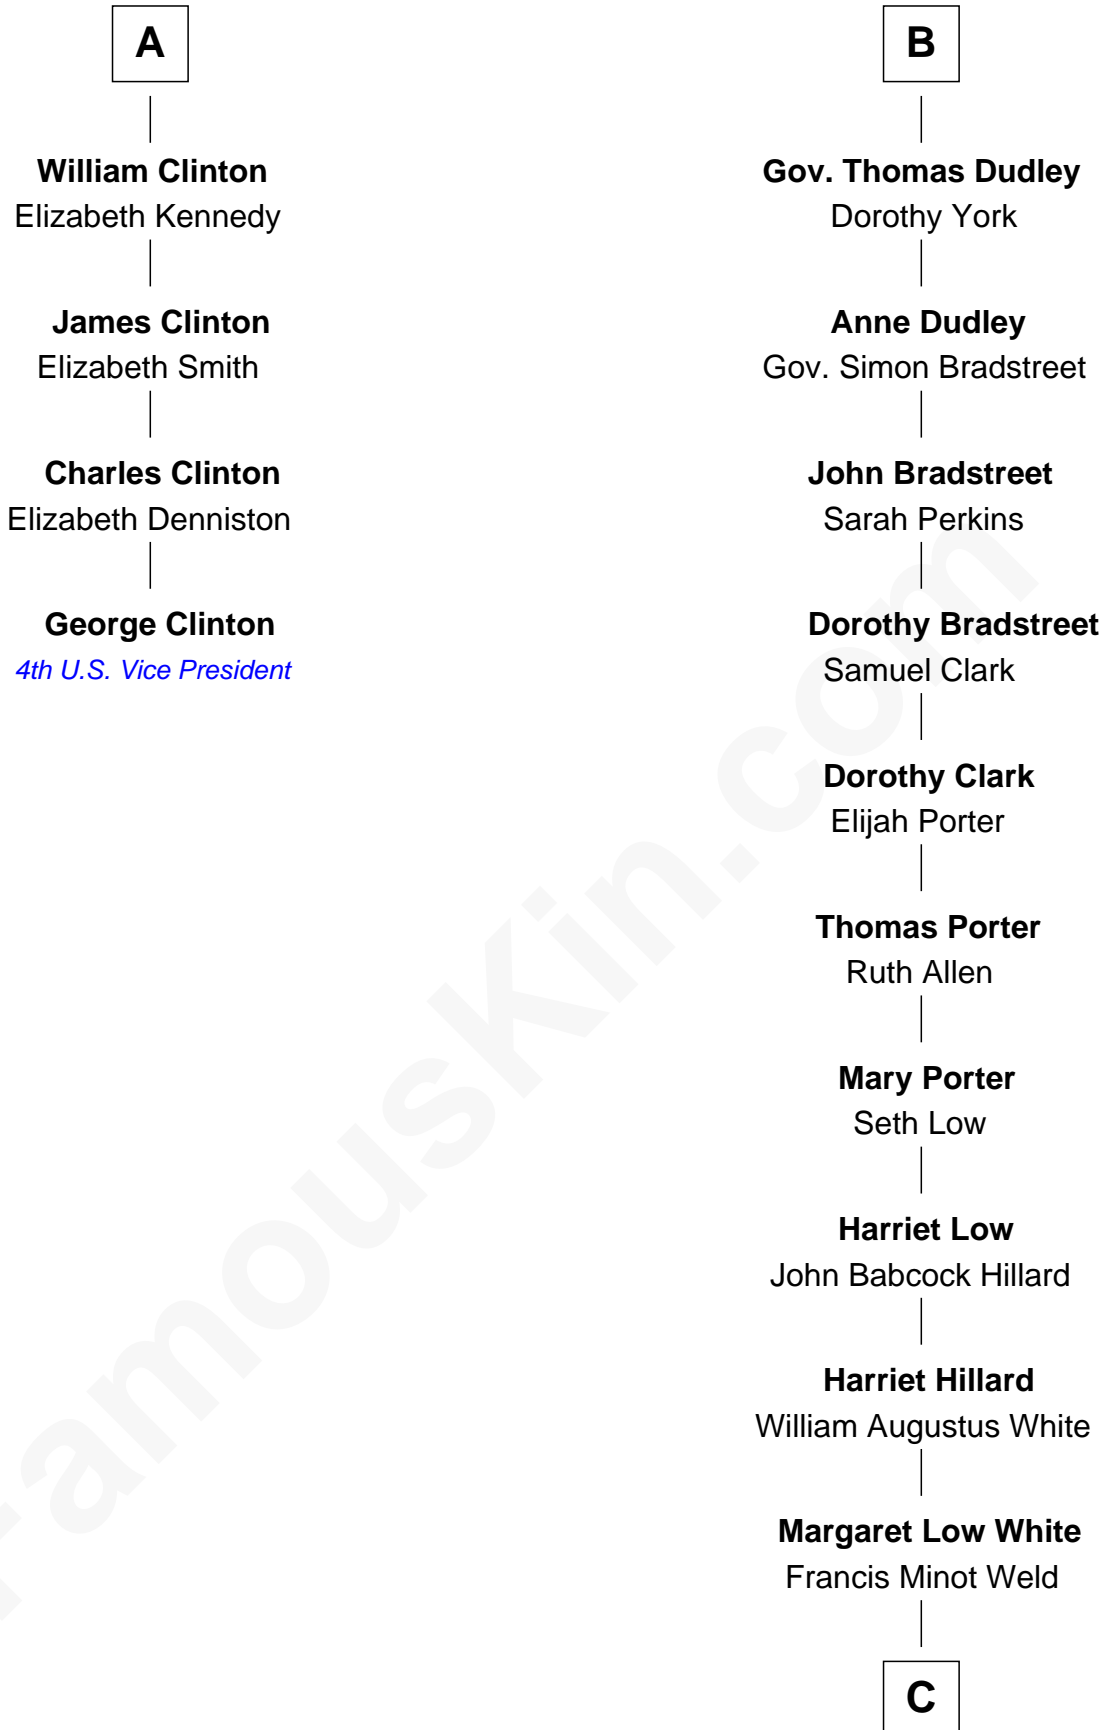 A
William Clinton
Elizabeth Kennedy
James Clinton
Elizabeth Smith
Charles Clinton
Elizabeth Denniston
George Clinton
4th U.S. Vice President
B
Gov. Thomas Dudley
Dorothy York
Anne Dudley
Gov. Simon Bradstreet
John Bradstreet
Sarah Perkins
Dorothy Bradstreet
Samuel Clark
Dorothy Clark
Elijah Porter
Thomas Porter
Ruth Allen
Mary Porter
Seth Low
Harriet Low
John Babcock Hillard
Harriet Hillard
William Augustus White
Margaret Low White
Francis Minot Weld
C
FamousKin.com